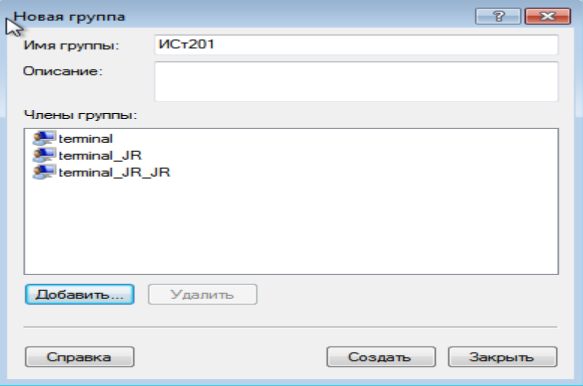 Новая группа
Имя группы: ИСт201
Описание:
Члены группы:
terminal
terminal_JR
terminal_JR_JR
Добавить... Удалить
Справка Создать Закрыть